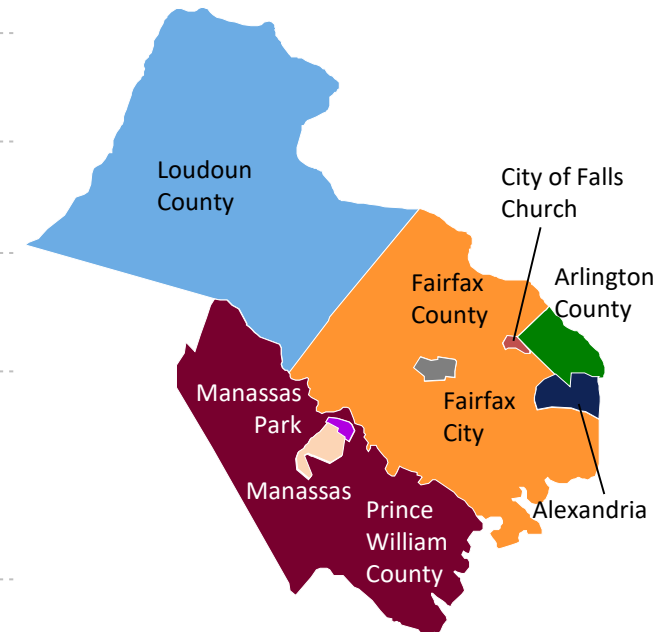 Loudoun
County
City of Falls
Church
Fairfax
County
Arlington
County
Manassas
Park
Fairfax
City
Manassas
Prince
William
County
Alexandria